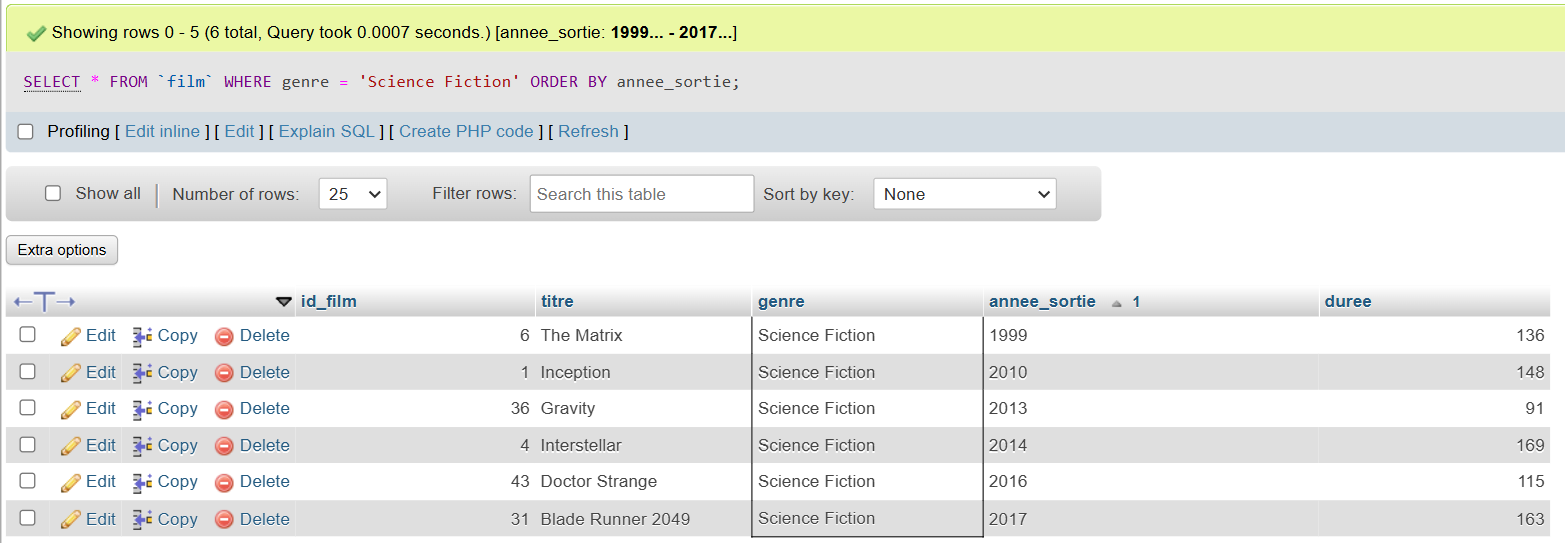 Showing rows 0 - 5 (6 total, Query took 0.0007 seconds.) [annee_sortie: 1999... - 2017...]
SELECT * FROM `film` WHERE genre = 'Science Fiction' ORDER BY annee_sortie;
Profiling [ Edit inline ] [ Edit ] [ Explain SQL ] [ Create PHP code ] [ Refresh ]
Show all Number of rows: 25 Filter rows: Search this table Sort by key: None
Extra options
id_film titre genre annee_sortie 1 duree
Edit Copy Delete 6 The Matrix Science Fiction 1999 136
Edit Copy Delete 1 Inception Science Fiction 2010 148
Edit Copy Delete 36 Gravity Science Fiction 2013 91
Edit Copy Delete 4 Interstellar Science Fiction 2014 169
Edit Copy Delete 43 Doctor Strange Science Fiction 2016 115
Edit Copy Delete 31 Blade Runner 2049 Science Fiction 2017 163